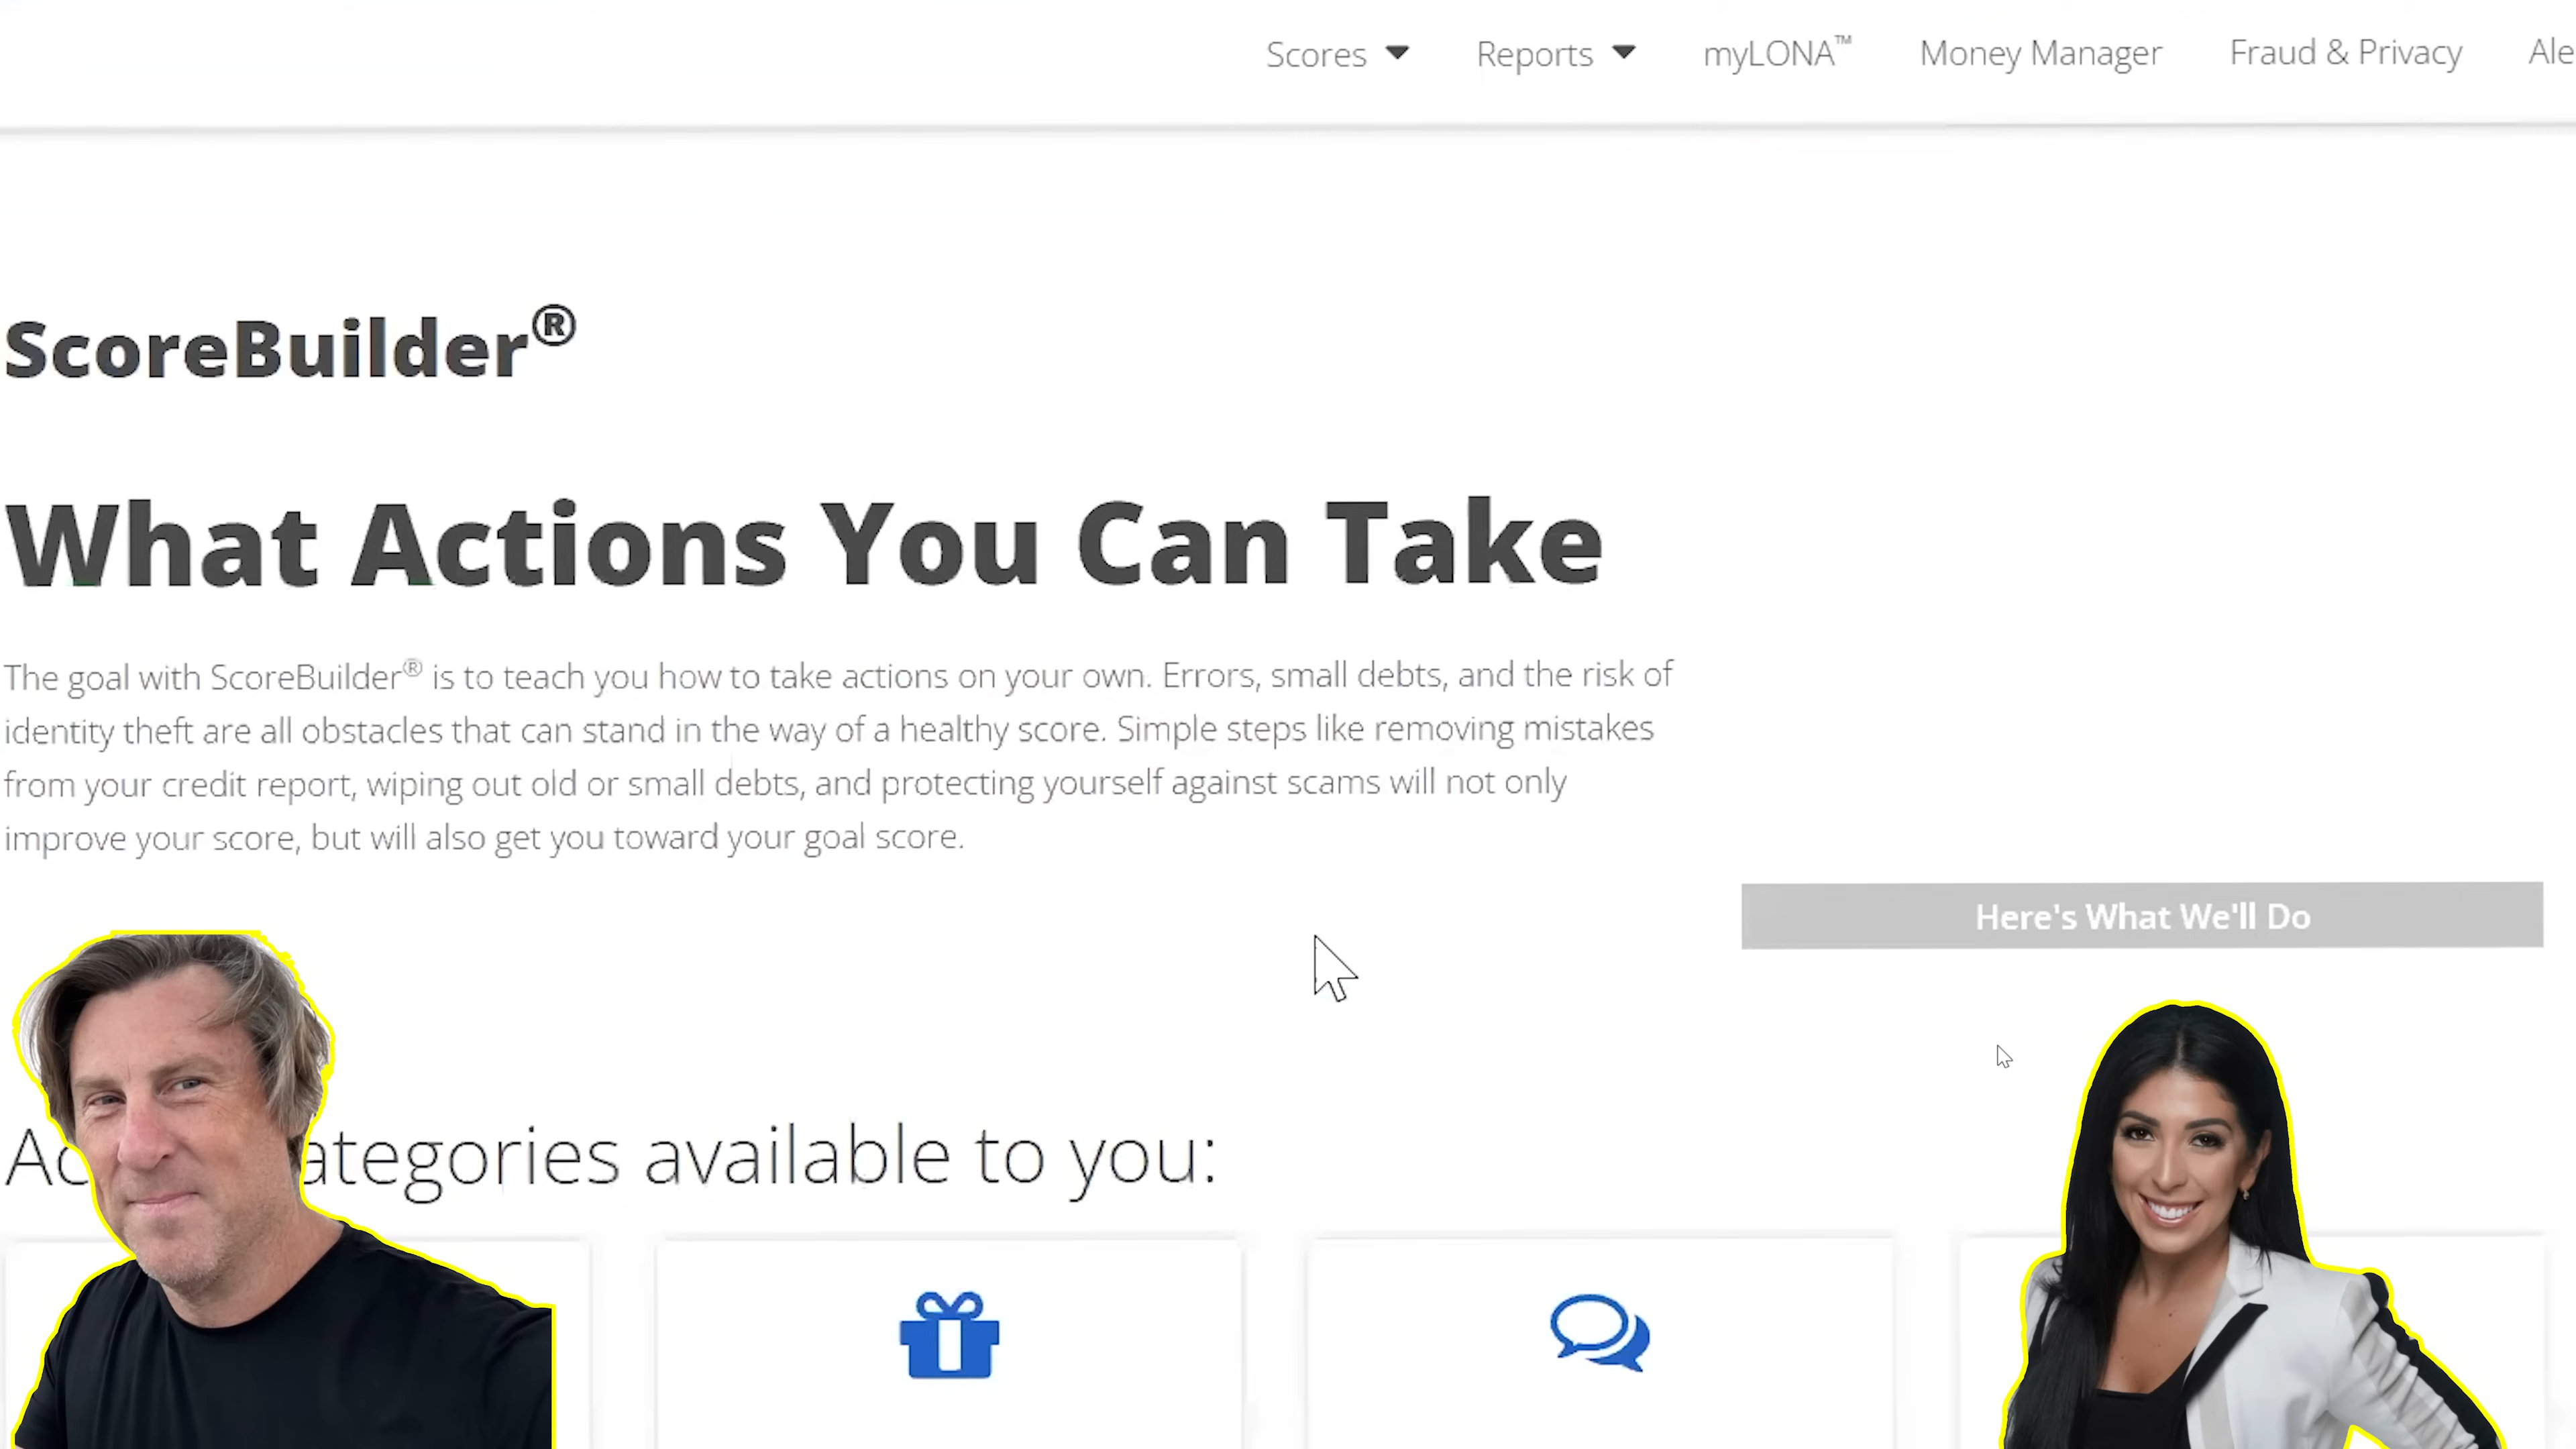 Scores Reports myLONA™ Money Manager Fraud & Privacy
ScoreBuilder®
What Actions You Can Take
The goal with ScoreBuilder® is to teach you how to take actions on your own. Errors, small debts, and the risk of
identity theft are all obstacles that can stand in the way of a healthy score. Simple steps like removing mistakes
from your credit report, wiping out old or small debts, and protecting yourself against scams will not only
improve your score, but will also get you toward your goal score.
Here's What We'll Do
available to you: